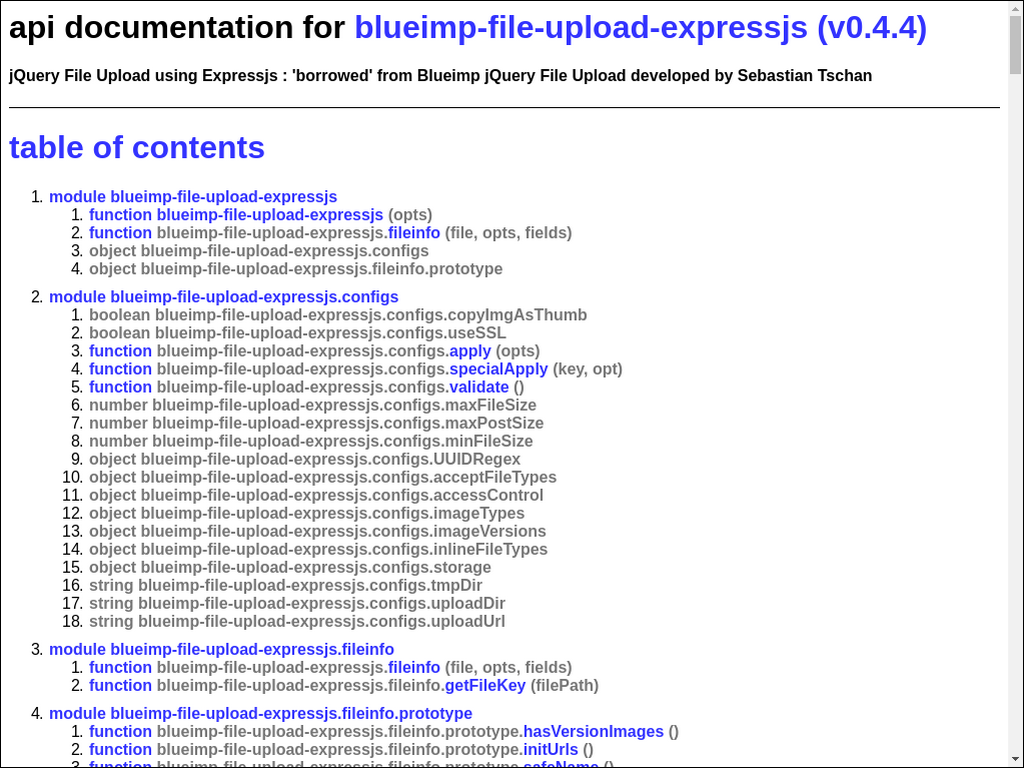 api documentation for blueimp-file-upload-expressjs (v0.4.4)
jQuery File Upload using Expressjs : 'borrowed' from Blueimp jQuery File Upload developed by Sebastian Tschan
table of contents
1. module blueimp-file-upload-expressjs
1. function blueimp-file-upload-expressjs (opts)
2. function blueimp-file-upload-expressjs.fileinfo (file, opts, fields)
3. object blueimp-file-upload-expressjs.configs
4. object blueimp-file-upload-expressjs.fileinfo.prototype
2. module blueimp-file-upload-expressjs.configs
1. boolean blueimp-file-upload-expressjs.configs.copyImgAsThumb
2. boolean blueimp-file-upload-expressjs.configs.useSSL
3. function blueimp-file-upload-expressjs.configs.apply (opts)
4. function blueimp-file-upload-expressjs.configs.specialApply (key, opt)
5. function blueimp-file-upload-expressjs.configs.validate ()
6. number blueimp-file-upload-expressjs.configs.maxFileSize
7. number blueimp-file-upload-expressjs.configs.maxPostSize
8. number blueimp-file-upload-expressjs.configs.minFileSize
9. object blueimp-file-upload-expressjs.configs.UUIDRegex
10. object blueimp-file-upload-expressjs.configs.acceptFileTypes
11. object blueimp-file-upload-expressjs.configs.accessControl
12. object blueimp-file-upload-expressjs.configs.imageTypes
13. object blueimp-file-upload-expressjs.configs.imageVersions
14. object blueimp-file-upload-expressjs.configs.inlineFileTypes
15. object blueimp-file-upload-expressjs.configs.storage
16. string blueimp-file-upload-expressjs.configs.tmpDir
17. string blueimp-file-upload-expressjs.configs.uploadDir
18. string blueimp-file-upload-expressjs.configs.uploadUrl
3. module blueimp-file-upload-expressjs.fileinfo
1. function blueimp-file-upload-expressjs.fileinfo (file, opts, fields)
2. function blueimp-file-upload-expressjs.fileinfo.getFileKey (filePath)
4. module blueimp-file-upload-expressjs.fileinfo.prototype
1. function blueimp-file-upload-expressjs.fileinfo.prototype.hasVersionImages ()
2. function blueimp-file-upload-expressjs.fileinfo.prototype.initUrls ()
3. function blueimp-file-upload-expressjs.fileinfo.prototype.safeName ()